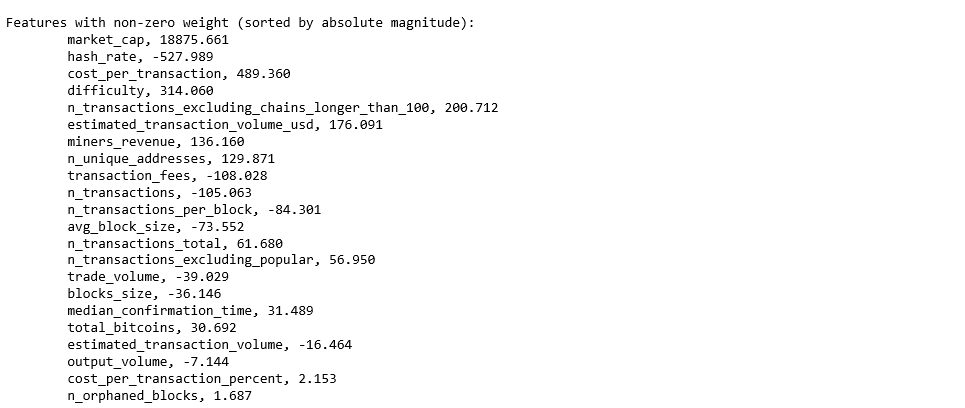 Features with non-zero weight (sorted by absolute magnitude):
market_cap, 18875.661
hash_rate, -527.989
cost_per_transaction, 489.360
difficulty, 314.060
n_transactions_excluding_chains_longer_than_100, 200.712
estimated_transaction_volume_usd, 176.091
miners_revenue, 136.160
n_unique_addresses, 129.871
transaction_fees, -108.028
n_transactions, -105.063
n_transactions_per_block, -84.301
avg_block_size, -73.552
n_transactions_total, 61.680
n_transactions_excluding_popular, 56.950
trade_volume, -39.029
blocks_size, -36.146
median_confirmation_time, 31.489
total_bitcoins, 30.692
estimated_transaction_volume, -16.464
output_volume, -7.144
cost_per_transaction_percent, 2.153
n_orphaned_blocks, 1.687